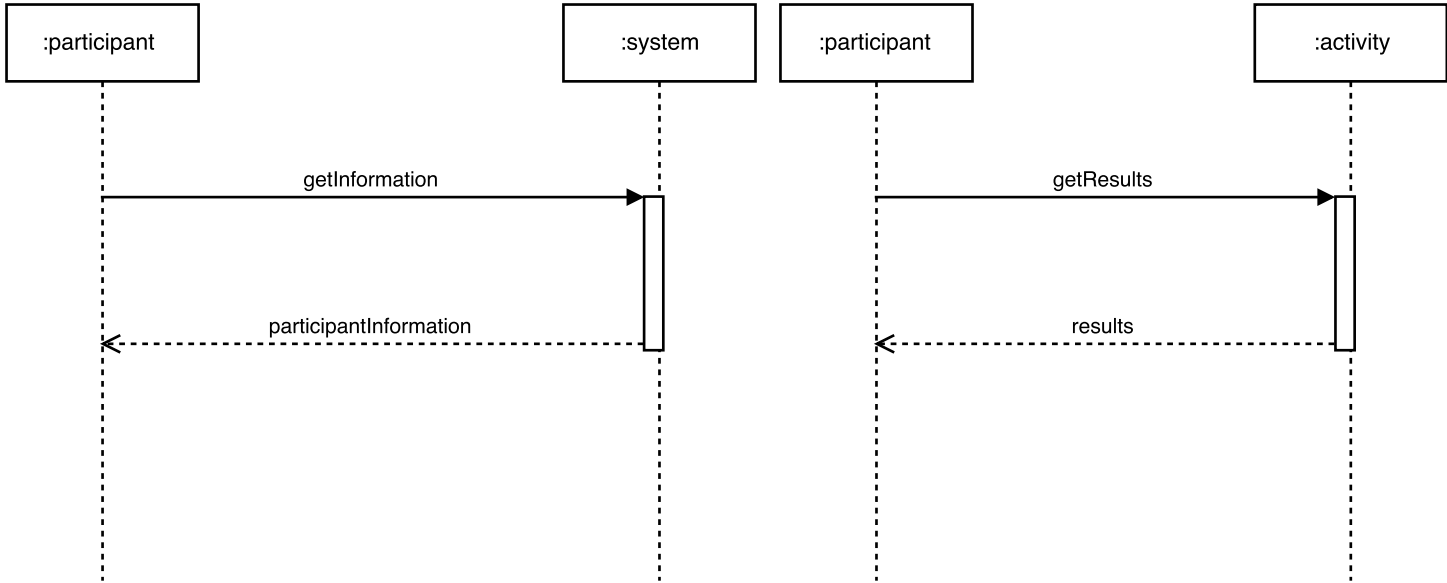 :participant
:system
:participant
:activity
getInformation
getResults
participantInformation
results